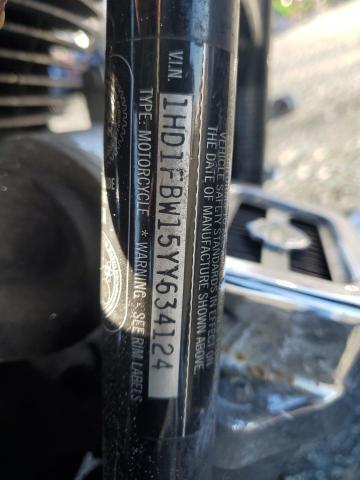 VEHICLE SAFETY STANDARDS IN EFFECT ON
THE DATE OF MANUFACTURE SHOWN ABOVE.
V.I.N. 1HD1FBW15YY634124
TYPE: MOTORCYCLE * WARNING - SEE RIM LABELS